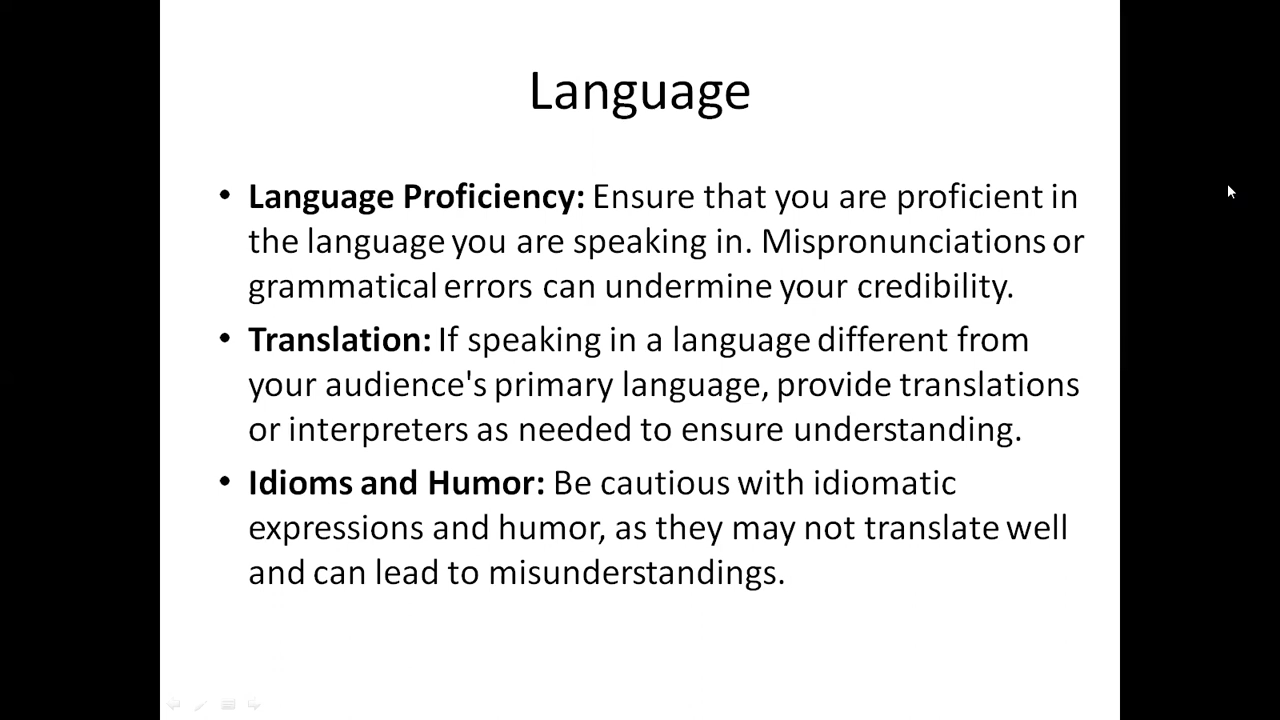 Language
• Language Proficiency: Ensure that you are proficient in
the language you are speaking in. Mispronunciations or
grammatical errors can undermine your credibility.
• Translation: If speaking in a language different from
your audience's primary language, provide translations
or interpreters as needed to ensure understanding.
• Idioms and Humor: Be cautious with idiomatic
expressions and humor, as they may not translate well
and can lead to misunderstandings.